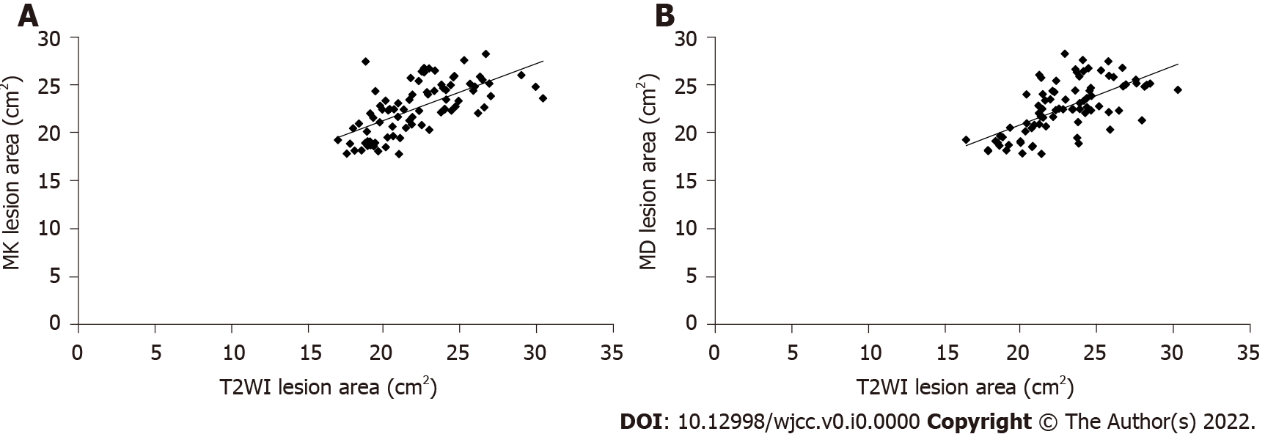 A
30
25
20
15
10
5
0
MK lesion area (cm²)
0 5 10 15 20 25 30 35
T2WI lesion area (cm²)
B
30
25
20
15
10
5
0
MD lesion area (cm²)
0 5 10 15 20 25 30 35
T2WI lesion area (cm²)
DOI: 10.12998/wjcc.v0.i0.0000 Copyright © The Author(s) 2022.